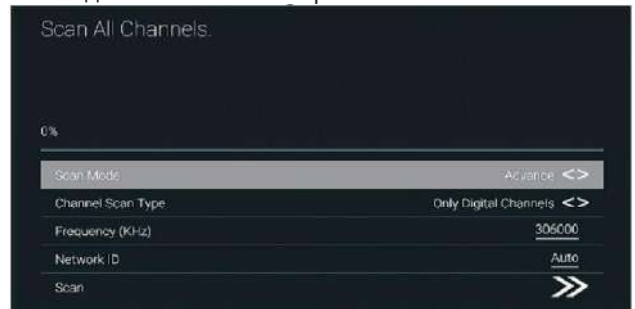 Scan All Channels.
0%
Scan Mode Advance <>
Channel Scan Type Only Digital Channels <>
Frequency (KHz) 306000
Network ID Auto
Scan